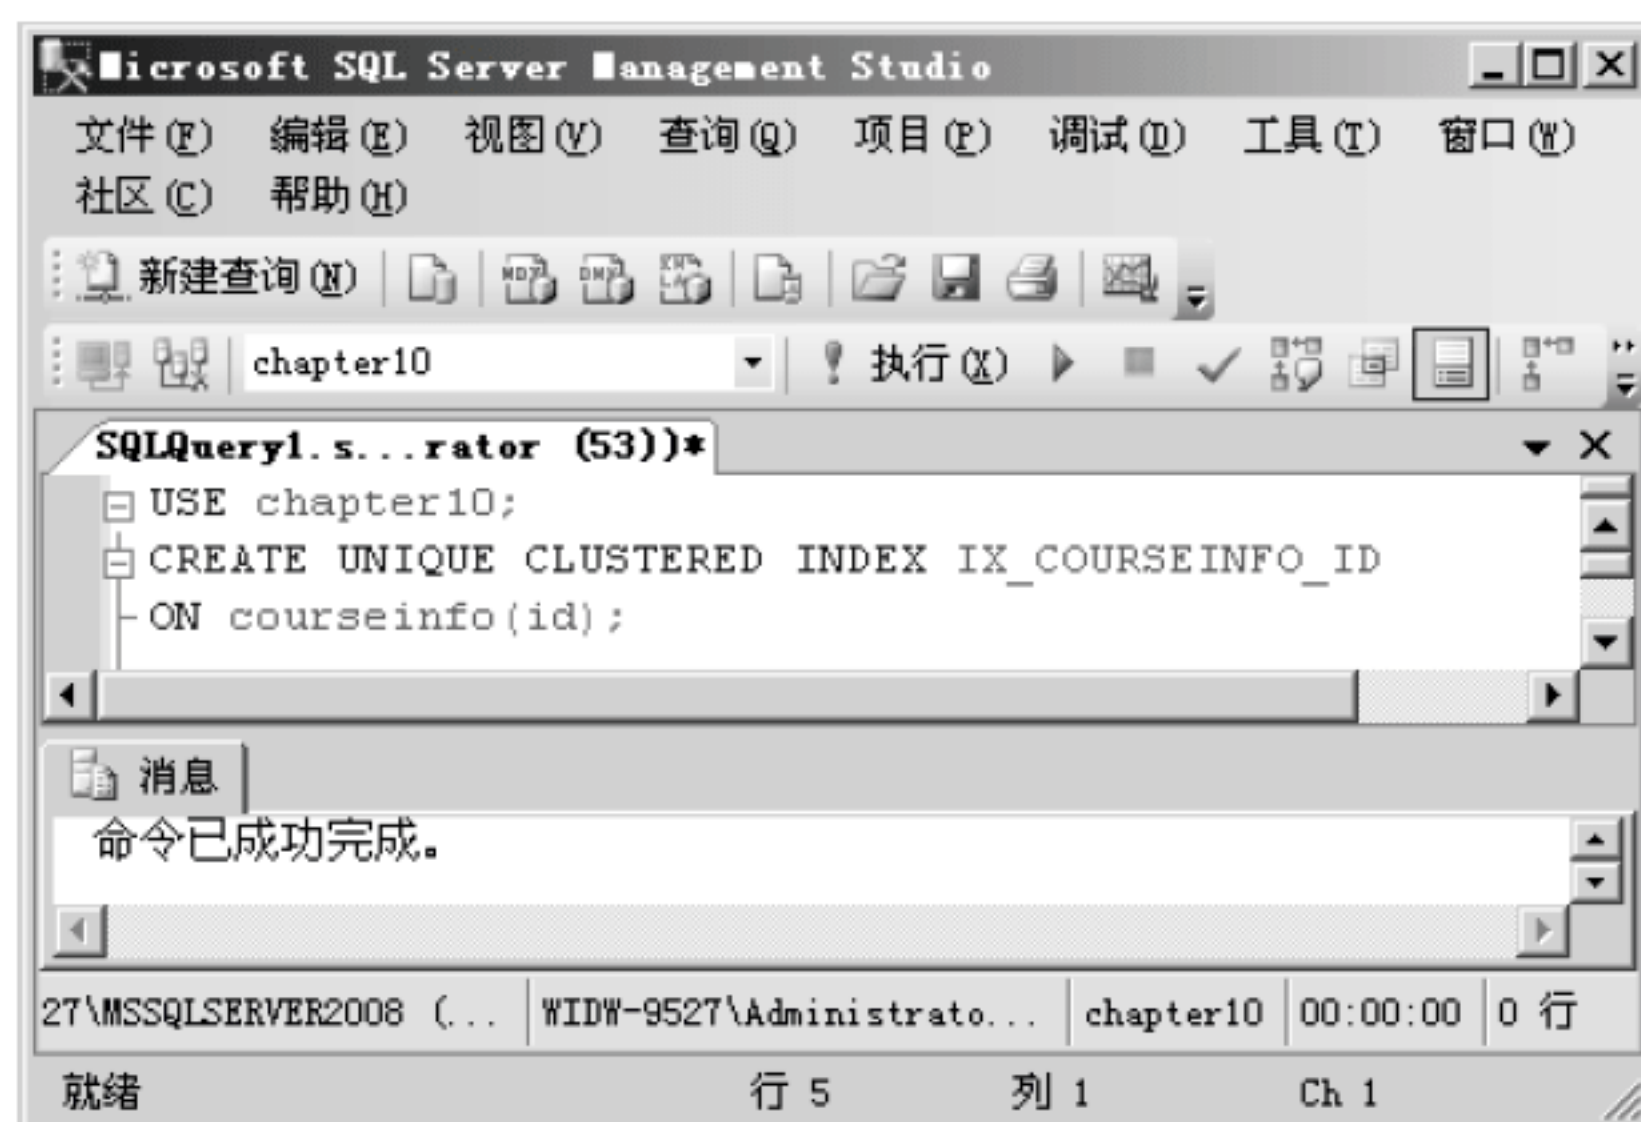 Microsoft SQL Server Management Studio
文件(F) 编辑(E) 视图(V) 查询(Q) 项目(P) 调试(D) 工具(T) 窗口(W)
社区(C) 帮助(H)
新建查询(N)
chapter10 执行(X)
SQLQuery1.s...rator (53))*
USE chapter10;
CREATE UNIQUE CLUSTERED INDEX IX_COURSEINFO_ID
ON courseinfo(id);
消息
命令已成功完成。
27\MSSQLSERVER2008 (... WIDW-9527\Administrato... chapter10 00:00:00 0 行
就绪 行 5 列 1 Ch 1